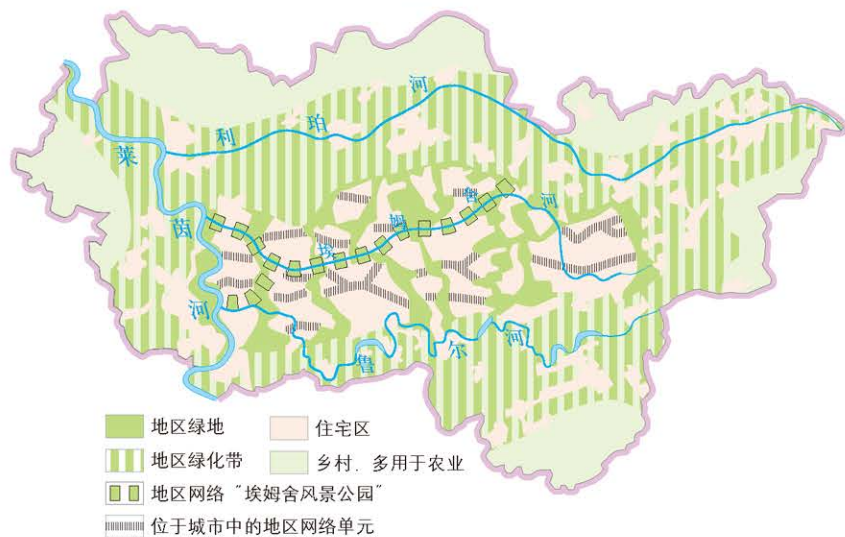 利珀河
莱茵河
埃姆舍河
鲁尔河
地区绿地
住宅区
地区绿化带
乡村，多用于农业
地区网络“埃姆舍风景公园”
位于城市中的地区网络单元